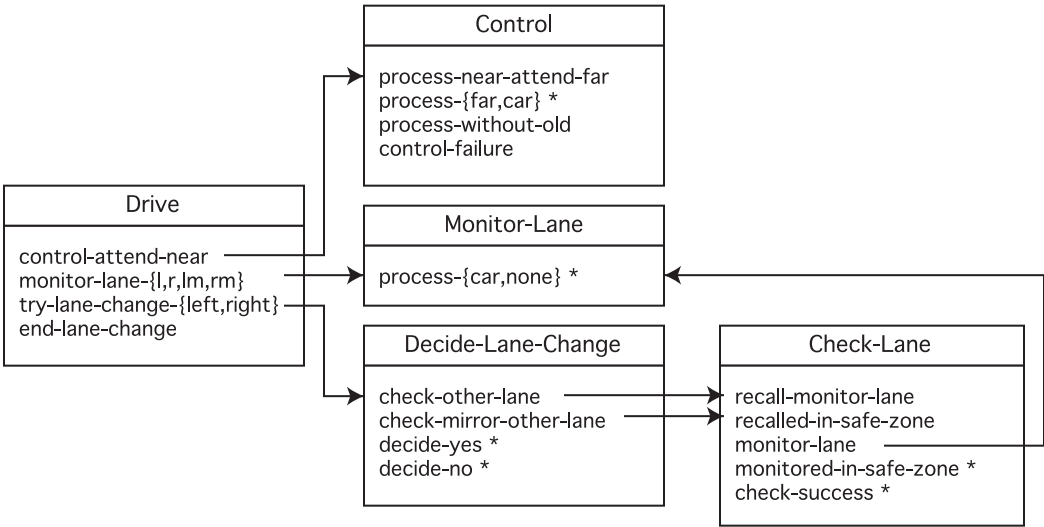 Control
process-near-attend-far
process-{far,car} *
process-without-old
control-failure
Drive
control-attend-near
monitor-lane-{l,r,lm,rm}
try-lane-change-{left,right}
end-lane-change
Monitor-Lane
process-{car,none} *
Decide-Lane-Change
check-other-lane
check-mirror-other-lane
decide-yes *
decide-no *
Check-Lane
recall-monitor-lane
recalled-in-safe-zone
monitor-lane
monitored-in-safe-zone *
check-success *